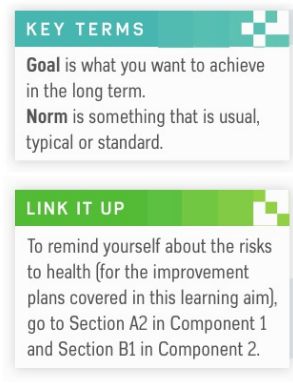 KEY TERMS
Goal is what you want to achieve
in the long term.
Norm is something that is usual,
typical or standard.
LINK IT UP
To remind yourself about the risks
to health (for the improvement
plans covered in this learning aim),
go to Section A2 in Component 1
and Section B1 in Component 2.